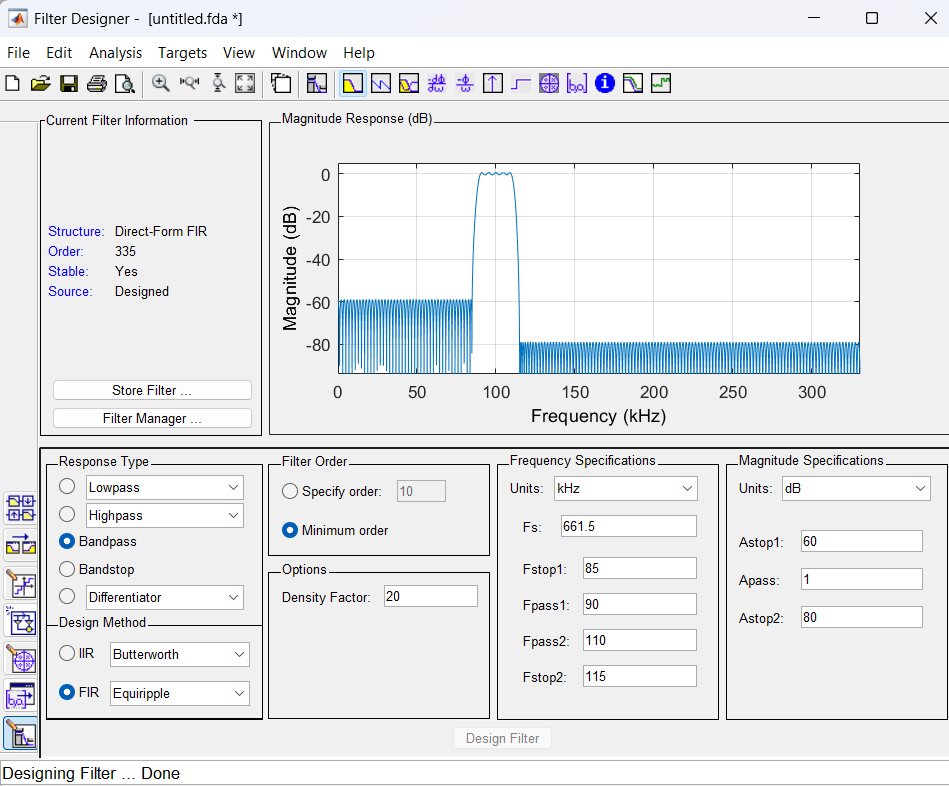 Filter Designer - [untitled.fda *]
File Edit Analysis Targets View Window Help
Current Filter Information
Structure: Direct-Form FIR
Order: 335
Stable: Yes
Source: Designed
Store Filter ...
Filter Manager ...
Magnitude Response (dB)
Magnitude (dB)
0
-20
-40
-60
-80
0 50 100 150 200 250 300
Frequency (kHz)
Response Type
Lowpass
Highpass
Bandpass
Bandstop
Differentiator
Design Method
IIR Butterworth
FIR Equiripple
Filter Order
Specify order: 10
Minimum order
Options
Density Factor: 20
Frequency Specifications
Units: kHz
Fs: 661.5
Fstop1: 85
Fpass1: 90
Fpass2: 110
Fstop2: 115
Magnitude Specifications
Units: dB
Astop1: 60
Apass: 1
Astop2: 80
Design Filter
Designing Filter ... Done